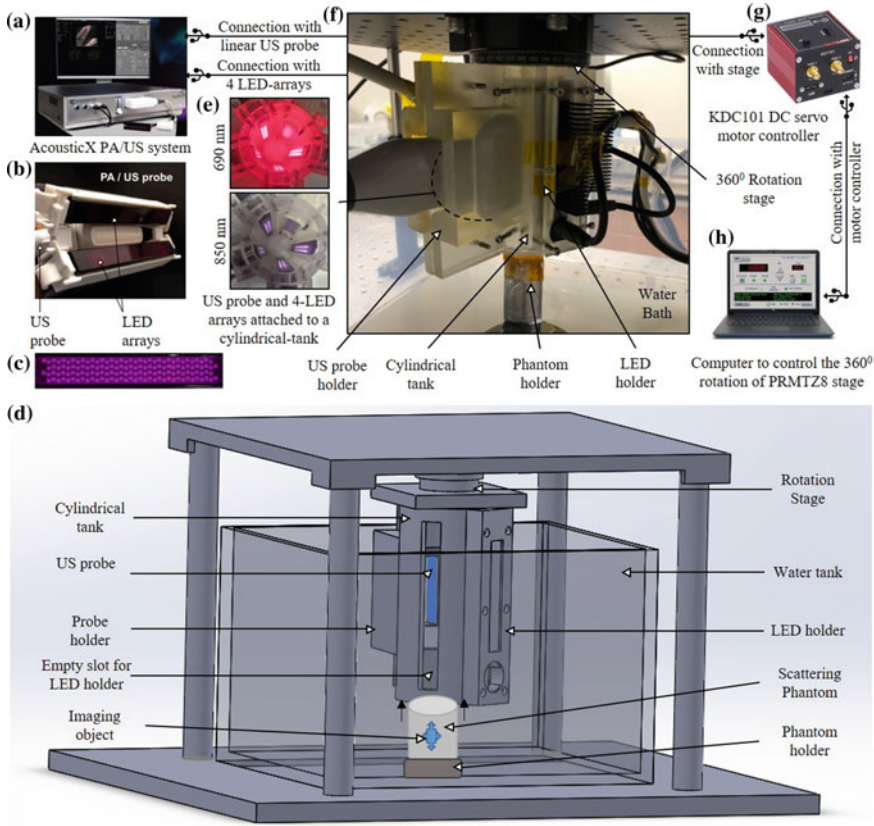 (a)
Connection with
linear US probe
Connection with
4 LED-arrays
AcousticX PA/US system
(b)
PA / US probe
US
probe
LED
arrays
(c)
(e)
690 nm
850 nm
US probe and 4-LED
arrays attached to a
cylindrical-tank
(f)
Water
Bath
US probe
holder
Cylindrical
tank
Phantom
holder
LED
holder
360⁰ Rotation
stage
(g)
Connection
with stage
KDC101 DC servo
motor controller
Connection with
motor controller
(h)
Computer to control the 360⁰
rotation of PRMTZ8 stage
(d)
Cylindrical
tank
US probe
Probe
holder
Empty slot for
LED holder
Imaging
object
Rotation
Stage
Water tank
LED holder
Scattering
Phantom
Phantom
holder